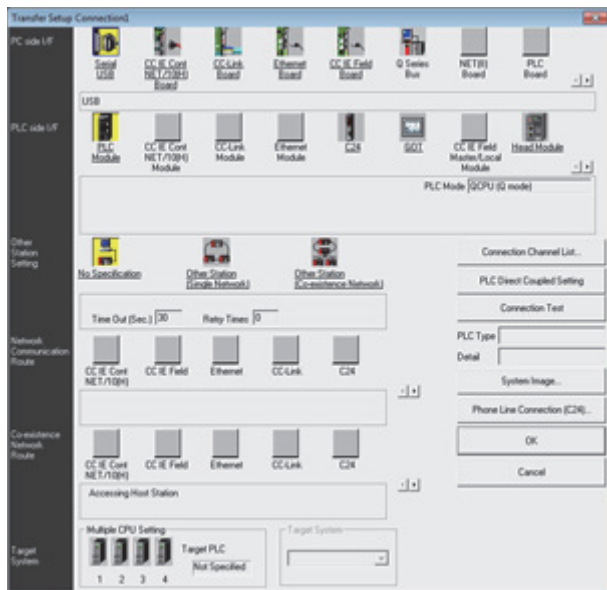 Transfer Setup Connection1
PC side I/F
Serial USB
CC IE Cont NET/10(H) Board
CC-Link Board
Ethernet Board
CC IE Field Board
Q Series Bus
NET(II) Board
PLC Board
USB
PLC side I/F
PLC Module
CC IE Cont NET/10(H) Module
CC-Link Module
Ethernet Module
C24
GOT
CC IE Field Master/Local Module
Head Module
PLC Mode QCPU (Q mode)
Other Station Setting
No Specification
Other Station (Single Network)
Other Station (Co-existence Network)
Time Out (Sec.) 30
Retry Times 0
Connection Channel List...
PLC Direct Coupled Setting
Connection Test
PLC Type
Detail
System Image...
Phone Line Connection (C24)...
OK
Cancel
Network Communication Route
CC IE Cont NET/10(H)
CC IE Field
Ethernet
CC-Link
C24
Co-existence Network Route
CC IE Cont NET/10(H)
CC IE Field
Ethernet
CC-Link
C24
Accessing Host Station
Target System
Multiple CPU Setting
1 2 3 4
Target PLC
Not Specified
Target System